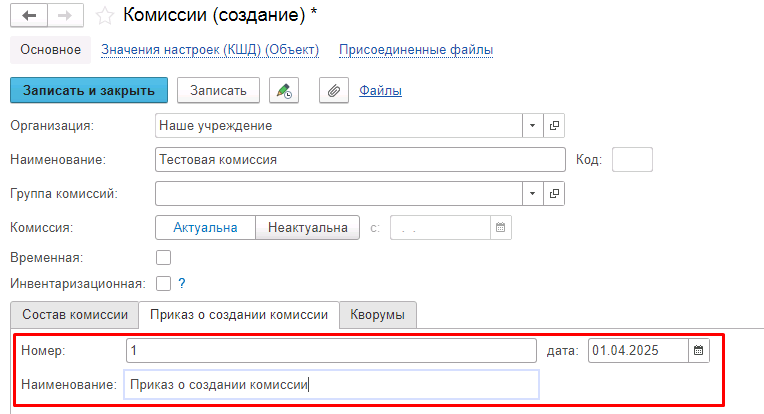 Комиссии (создание) *
Основное Значения настроек (КШД) (Объект) Присоединенные файлы
Записать и закрыть Записать Файлы
Организация: Наше учреждение
Наименование: Тестовая комиссия Код:
Группа комиссий:
Комиссия: Актуальна Неактуальна с: . .
Временная:
Инвентаризационная: ?
Состав комиссии Приказ о создании комиссии Кворумы
Номер: 1 дата: 01.04.2025
Наименование: Приказ о создании комиссии